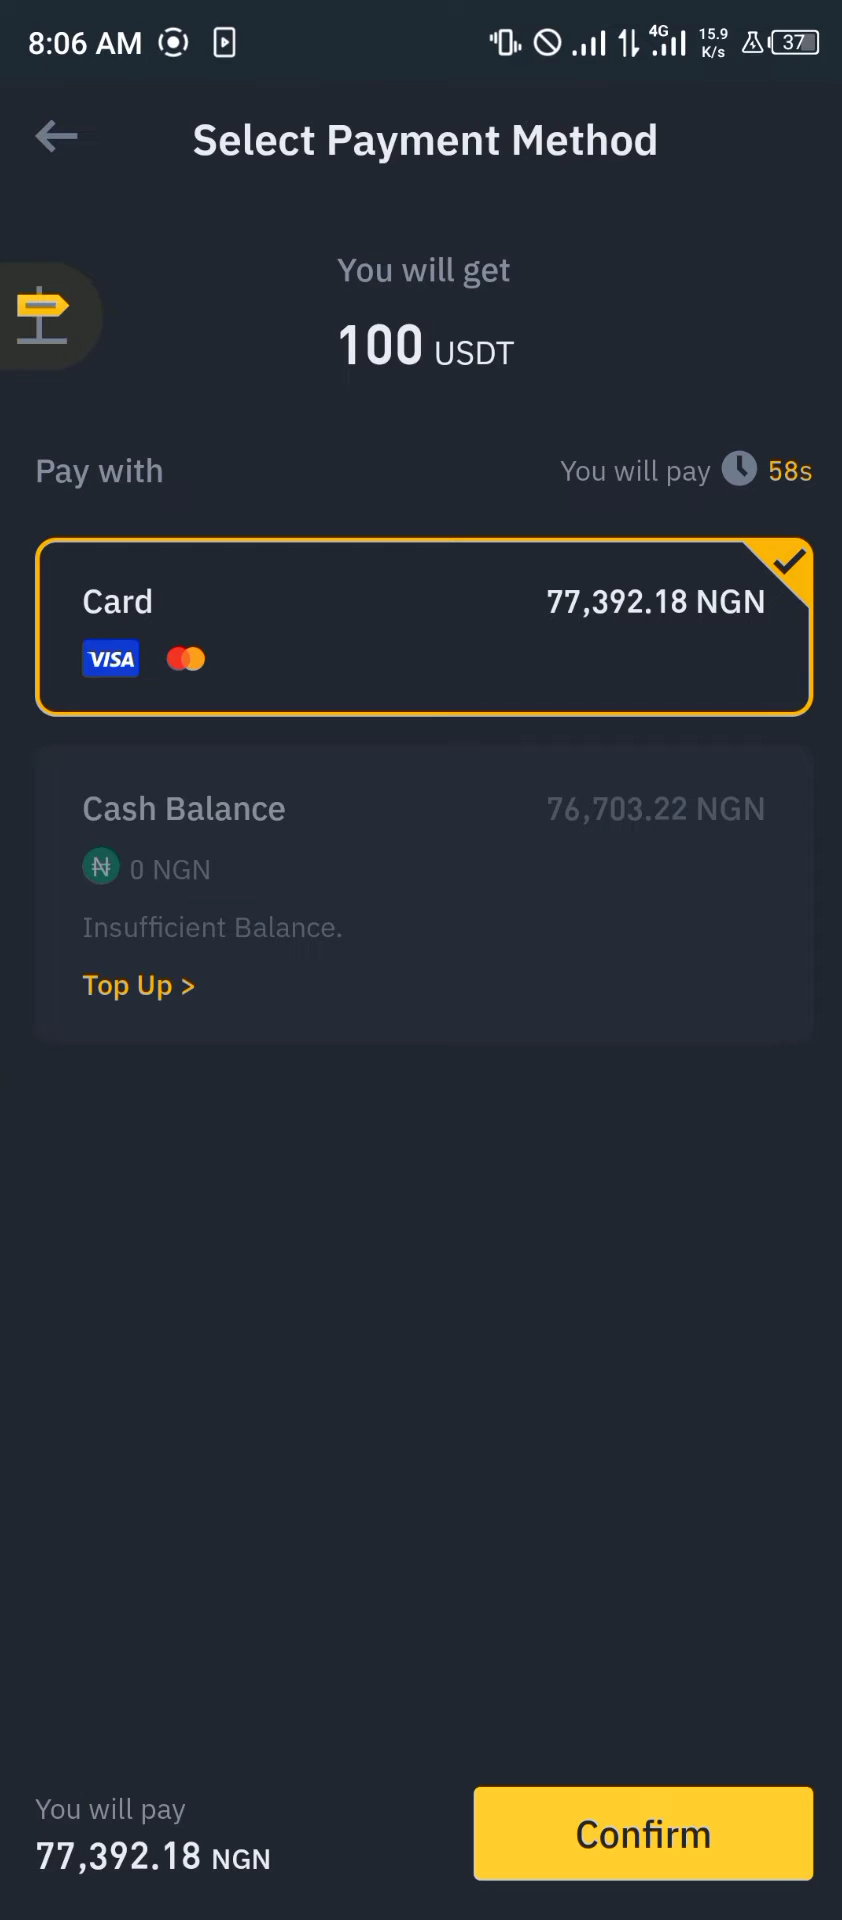 8:06 AM 4G 15.9 K/s 37
Select Payment Method
You will get
100 USDT
Pay with You will pay 58s
Card 77,392.18 NGN
VISA
Cash Balance 76,703.22 NGN
₦ 0 NGN
Insufficient Balance.
Top Up >
You will pay
77,392.18 NGN
Confirm